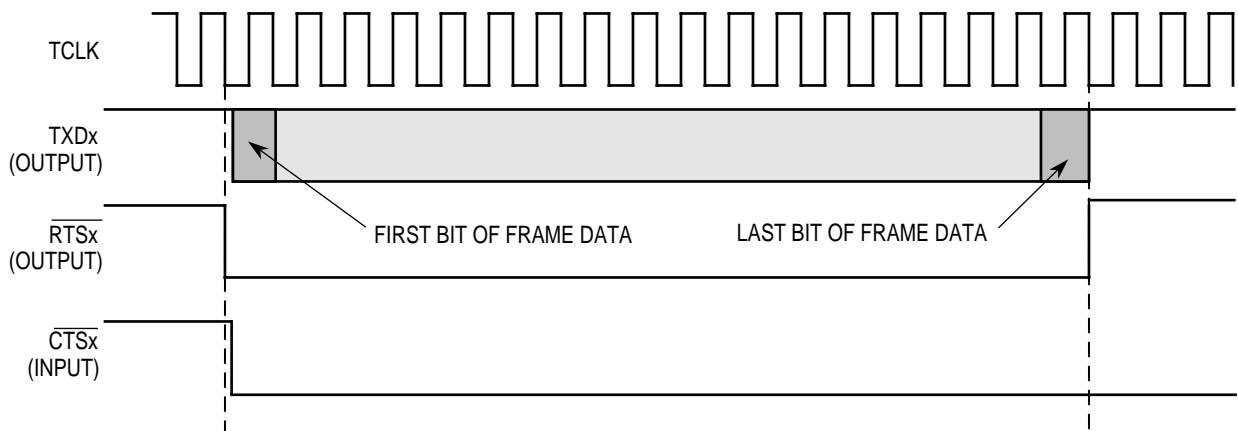 TCLK
TXDx
(OUTPUT)
FIRST BIT OF FRAME DATA
LAST BIT OF FRAME DATA
RTSx
(OUTPUT)
CTSx
(INPUT)